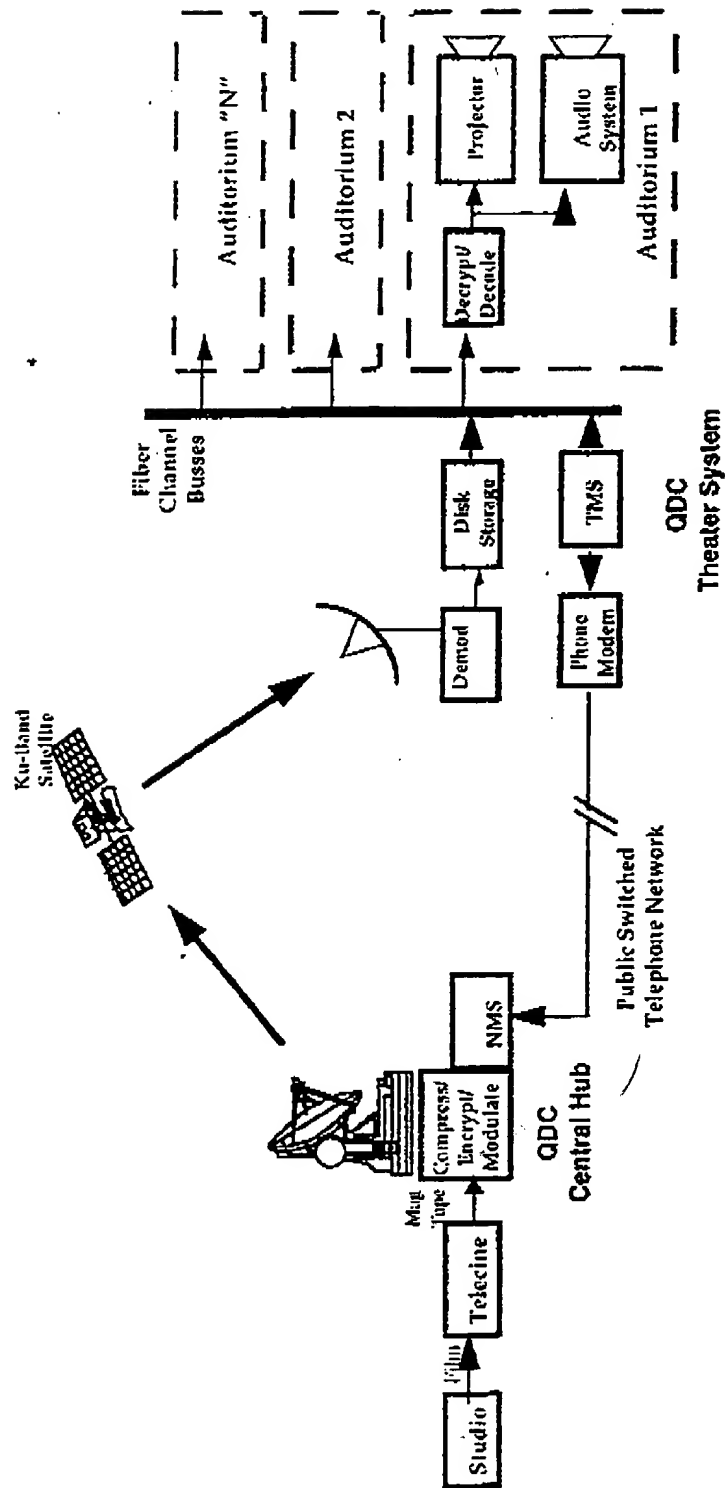 Studio
Film
Telecine
Mag
Tape
Compress/
Encrypt/
Modulate
NMS
QDC
Central Hub
Public Switched
Telephone Network
Ku-Band
Satellite
Demod
Disk
Storage
Phone
Modem
TMS
QDC
Theater System
Fiber
Channel
Busses
Auditorium "N"
Auditorium 2
Decrypt/
Decode
Projector
Audio
System
Auditorium 1